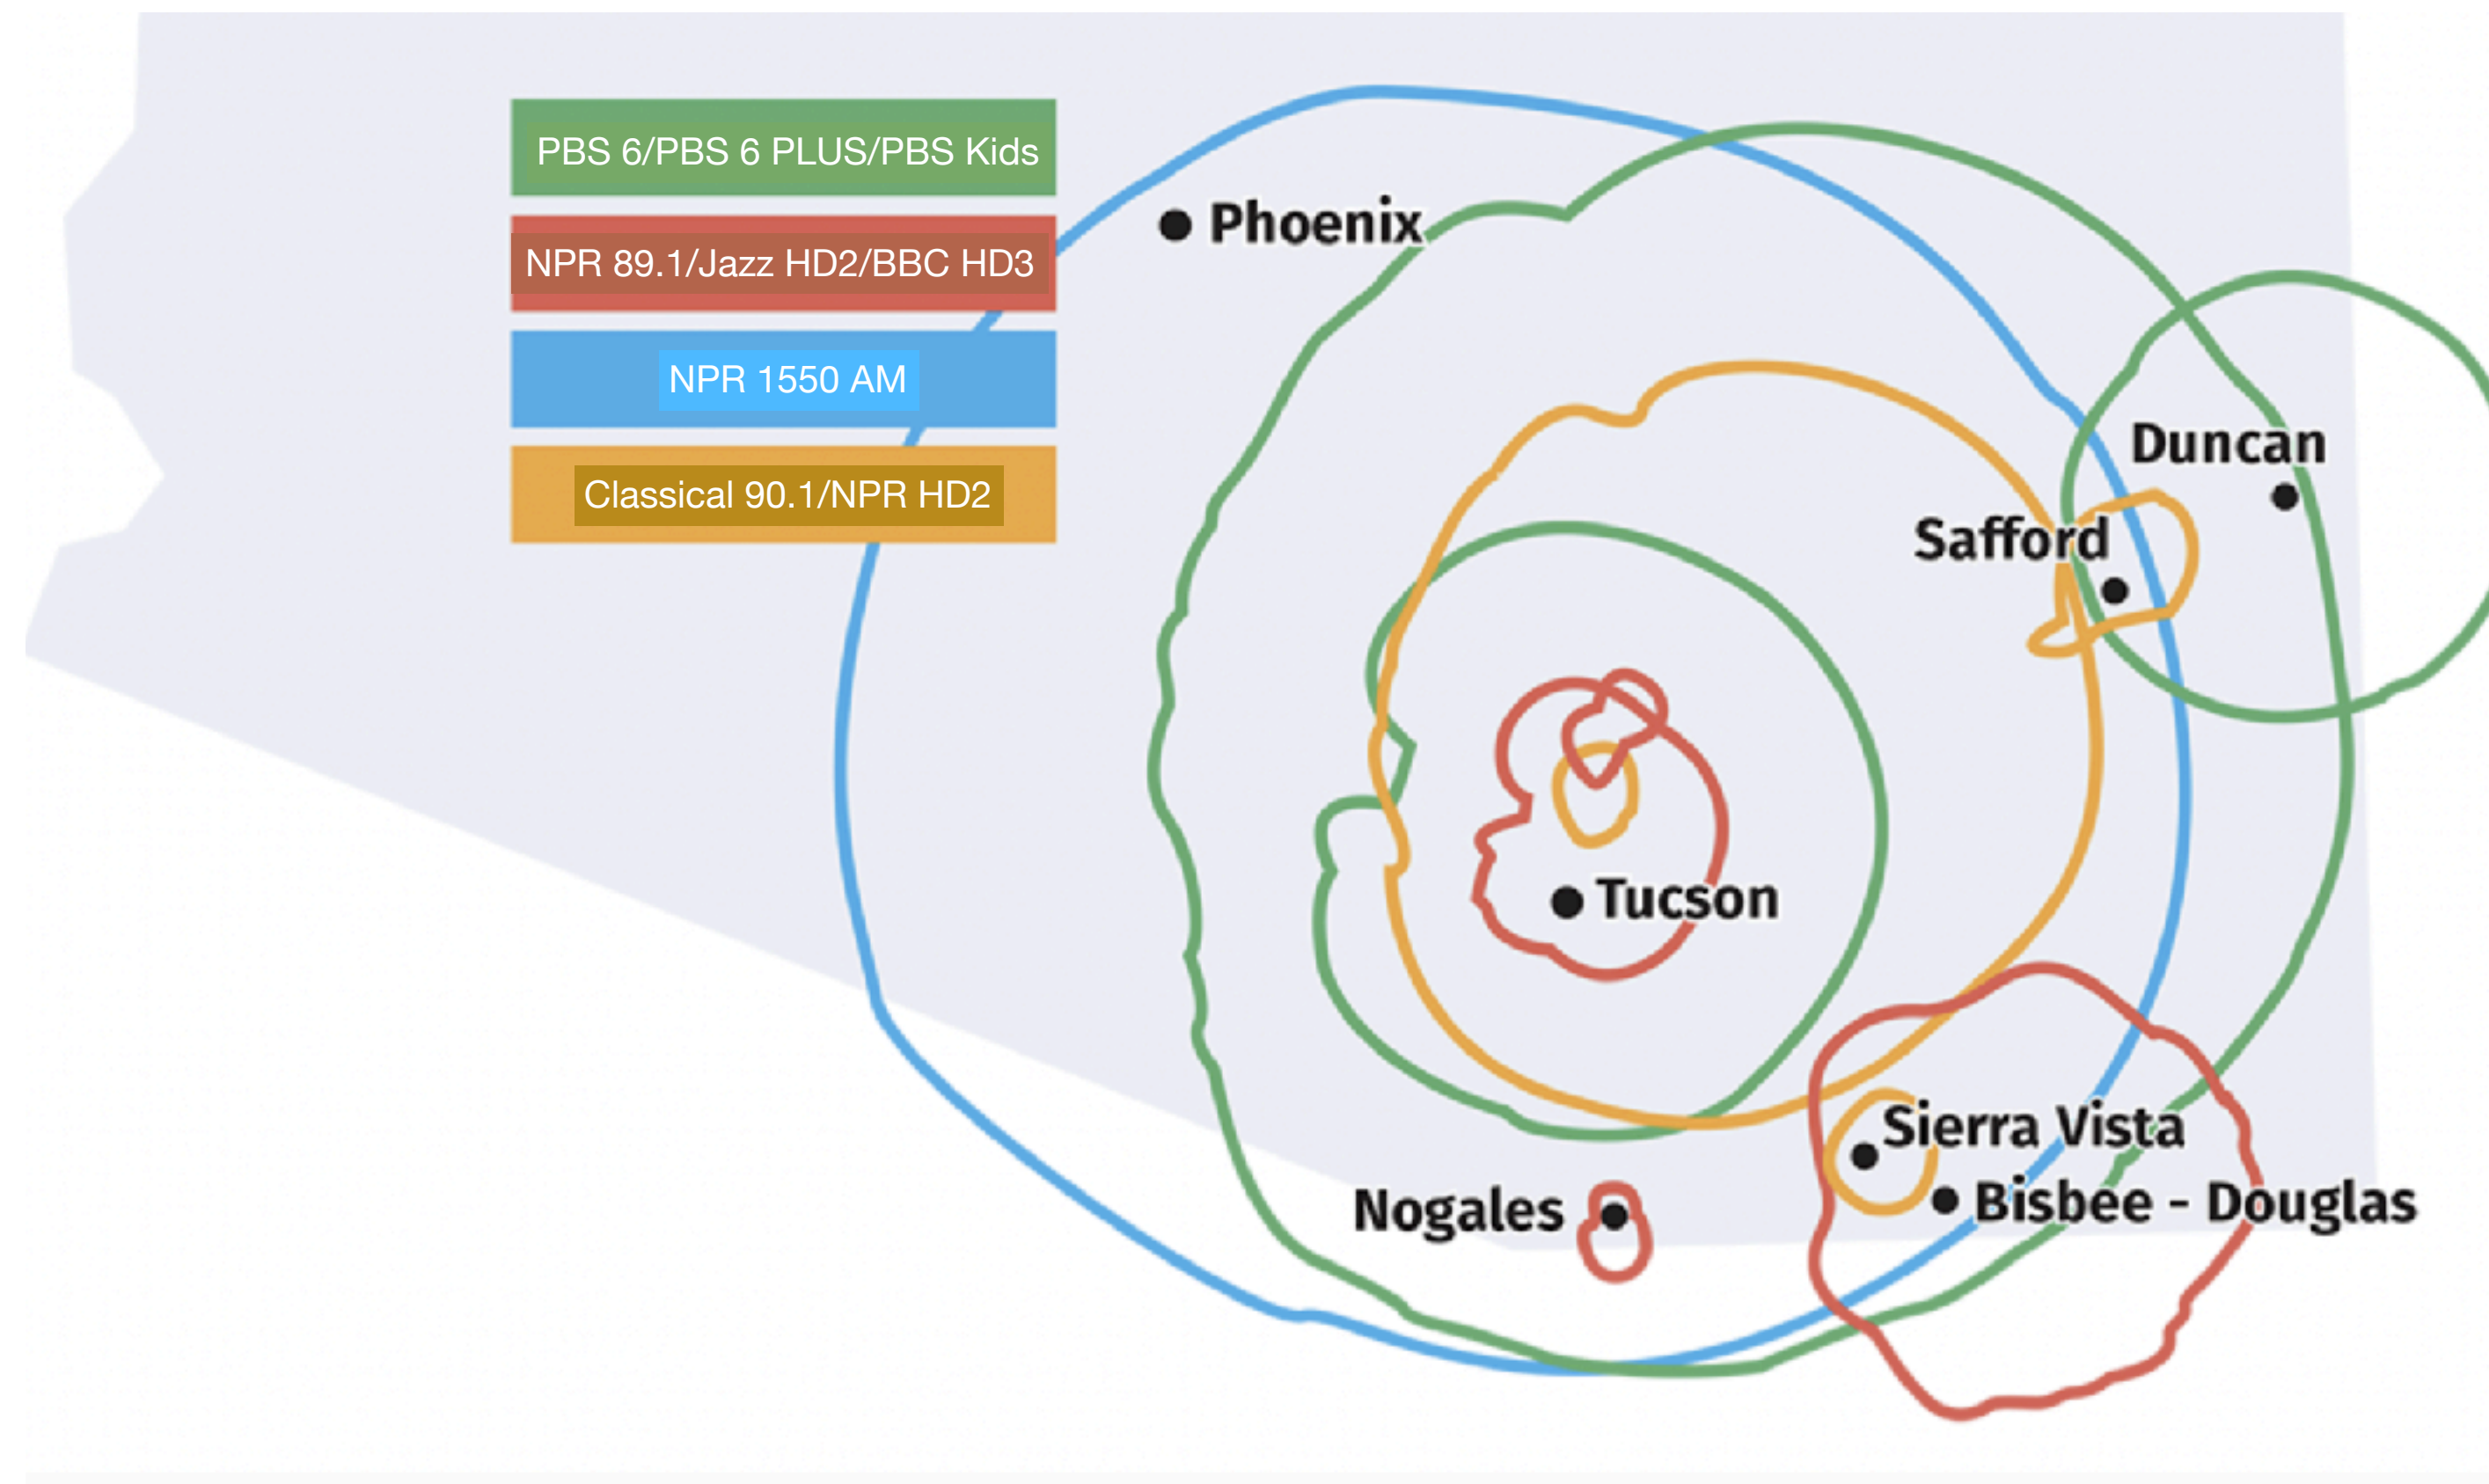 PBS 6/PBS 6 PLUS/PBS Kids
NPR 89.1/Jazz HD2/BBC HD3
NPR 1550 AM
Classical 90.1/NPR HD2
Phoenix
Duncan
Safford
Tucson
Sierra Vista
Nogales
Bisbee - Douglas